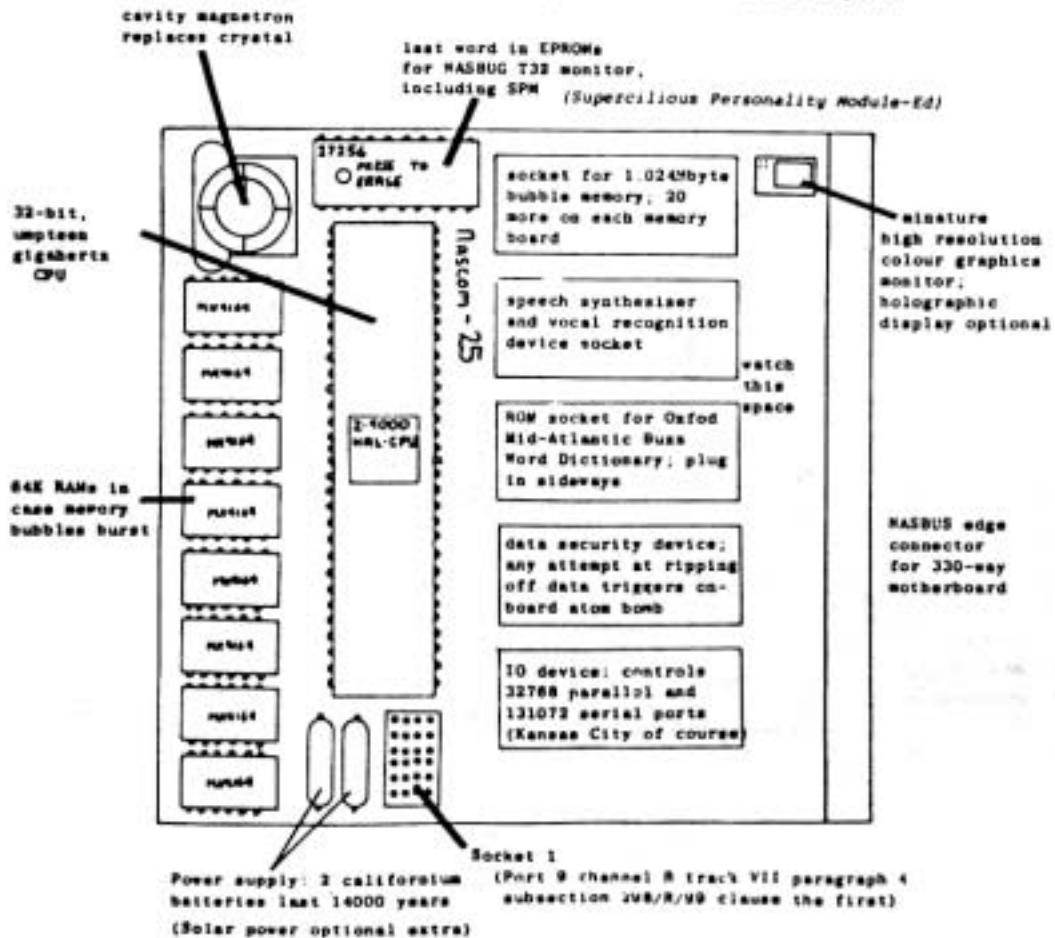 cavity magnetron
replaces crystal
last word in EPROMs
for NASBUG T32 monitor,
including SPM (Supercilious Personality Module-Ed)
27256
PRESS TO
ERASE
socket for 1.024Mbyte
bubble memory; 20
more on each memory
board
32-bit,
umpteen
gigahertz
CPU
minature
high resolution
colour graphics
monitor;
holographic
display optional
Nascom-25
speech synthesiser
and vocal recognition
device socket
watch
this
space
HAL-CPU
ROM socket for Oxfod
Mid-Atlantic Buzz
Word Dictionary; plug
in sideways
64K RAMs in
case memory
bubbles burst
data security device;
any attempt at ripping
off data triggers on-
board atom bomb
NASBUS edge
connector
for 330-way
motherboard
IO device: controls
32768 parallel and
131072 serial ports
(Kansas City of course)
Socket 1
(Port 9 channel 8 track VII paragraph 4
subsection clause the first)
Power supply: 2 californium
batteries last 14000 years
(Solar power optional extra)